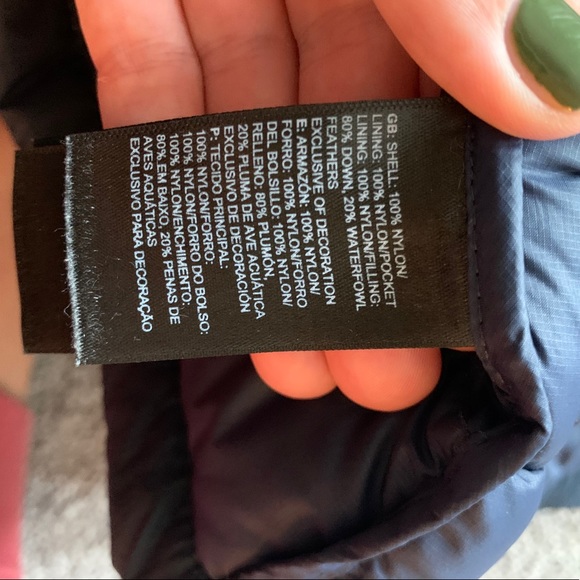 GB: SHELL: 100% NYLON/
LINING: 100% NYLON/POCKET
LINING: 100% NYLON/FILLING:
80% DOWN, 20% WATERFOWL
FEATHERS
EXCLUSIVE OF DECORATION
E: ARMAZÓN: 100% NYLON/
FORRO: 100% NYLON/FORRO
DEL BOLSILLO: 100% NYLON/
RELLENO: 80% PLUMÓN,
20% PLUMA DE AVE ACUÁTICA
EXCLUSIVO DE DECORACIÓN
P: TECIDO PRINCIPAL:
100% NYLON/FORRO:
100% NYLON/FORRO DO BOLSO:
100% NYLON/ENCHIMENTO:
80% EM BAIXO, 20% PENAS DE
AVES AQUÁTICAS
EXCLUSIVO PARA DECORAÇÃO